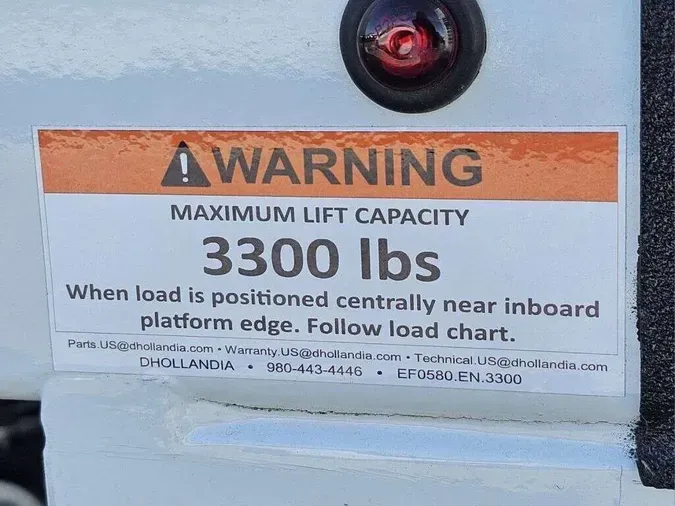 WARNING
MAXIMUM LIFT CAPACITY
3300 lbs
When load is positioned centrally near inboard
platform edge. Follow load chart.
Parts.US@dhollandia.com • Warranty.US@dhollandia.com • Technical.US@dhollandia.com
DHOLLANDIA • 980-443-4446 • EF0580.EN.3300